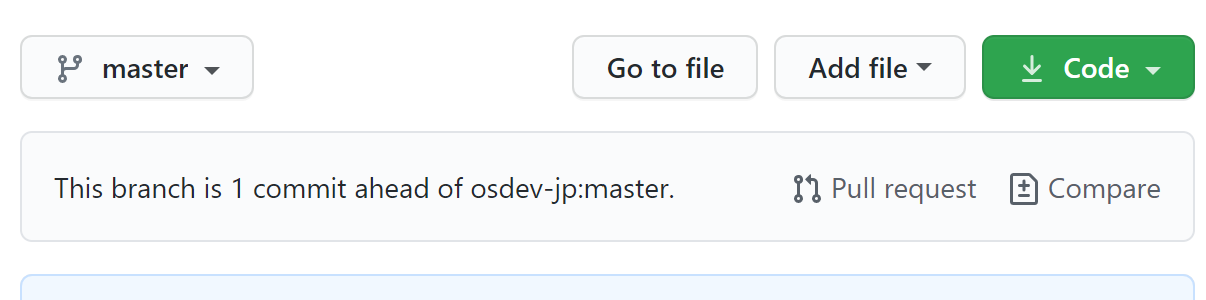 master
Go to file
Add file
Code
This branch is 1 commit ahead of osdev-jp:master.
Pull request
Compare